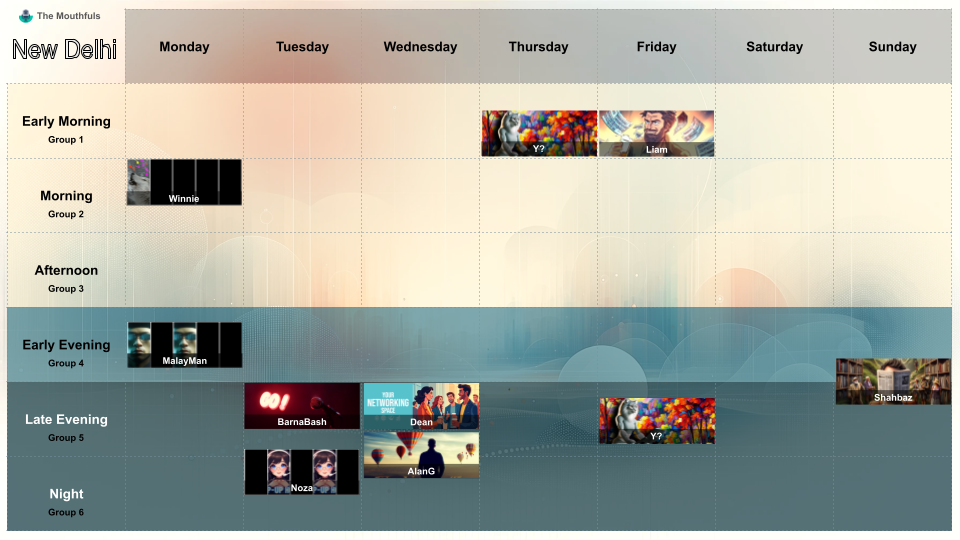 The Mouthfuls
New Delhi
Monday
Tuesday
Wednesday
Thursday
Friday
Saturday
Sunday
Early Morning
Group 1
Y?
Liam
Morning
Group 2
Winnie
Afternoon
Group 3
Early Evening
Group 4
MalayMan
Shahbaz
Late Evening
Group 5
GO!
BarnaBash
YOUR
NETWORKING
SPACE
Dean
Y?
AlanG
Night
Group 6
Noza